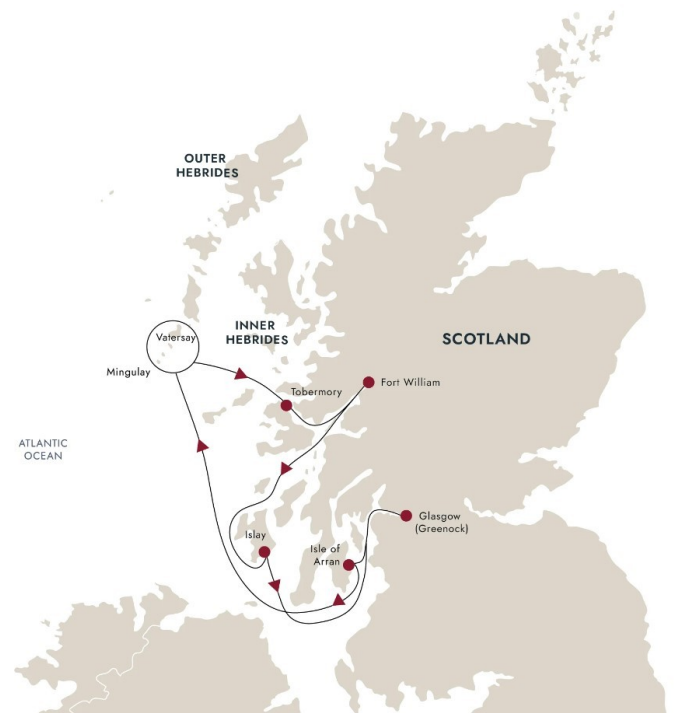 OUTER
HEBRIDES
INNER
HEBRIDES
SCOTLAND
Vatersay
Mingulay
Tobermory
Fort William
ATLANTIC
OCEAN
Glasgow
(Greenock)
Islay
Isle of
Arran